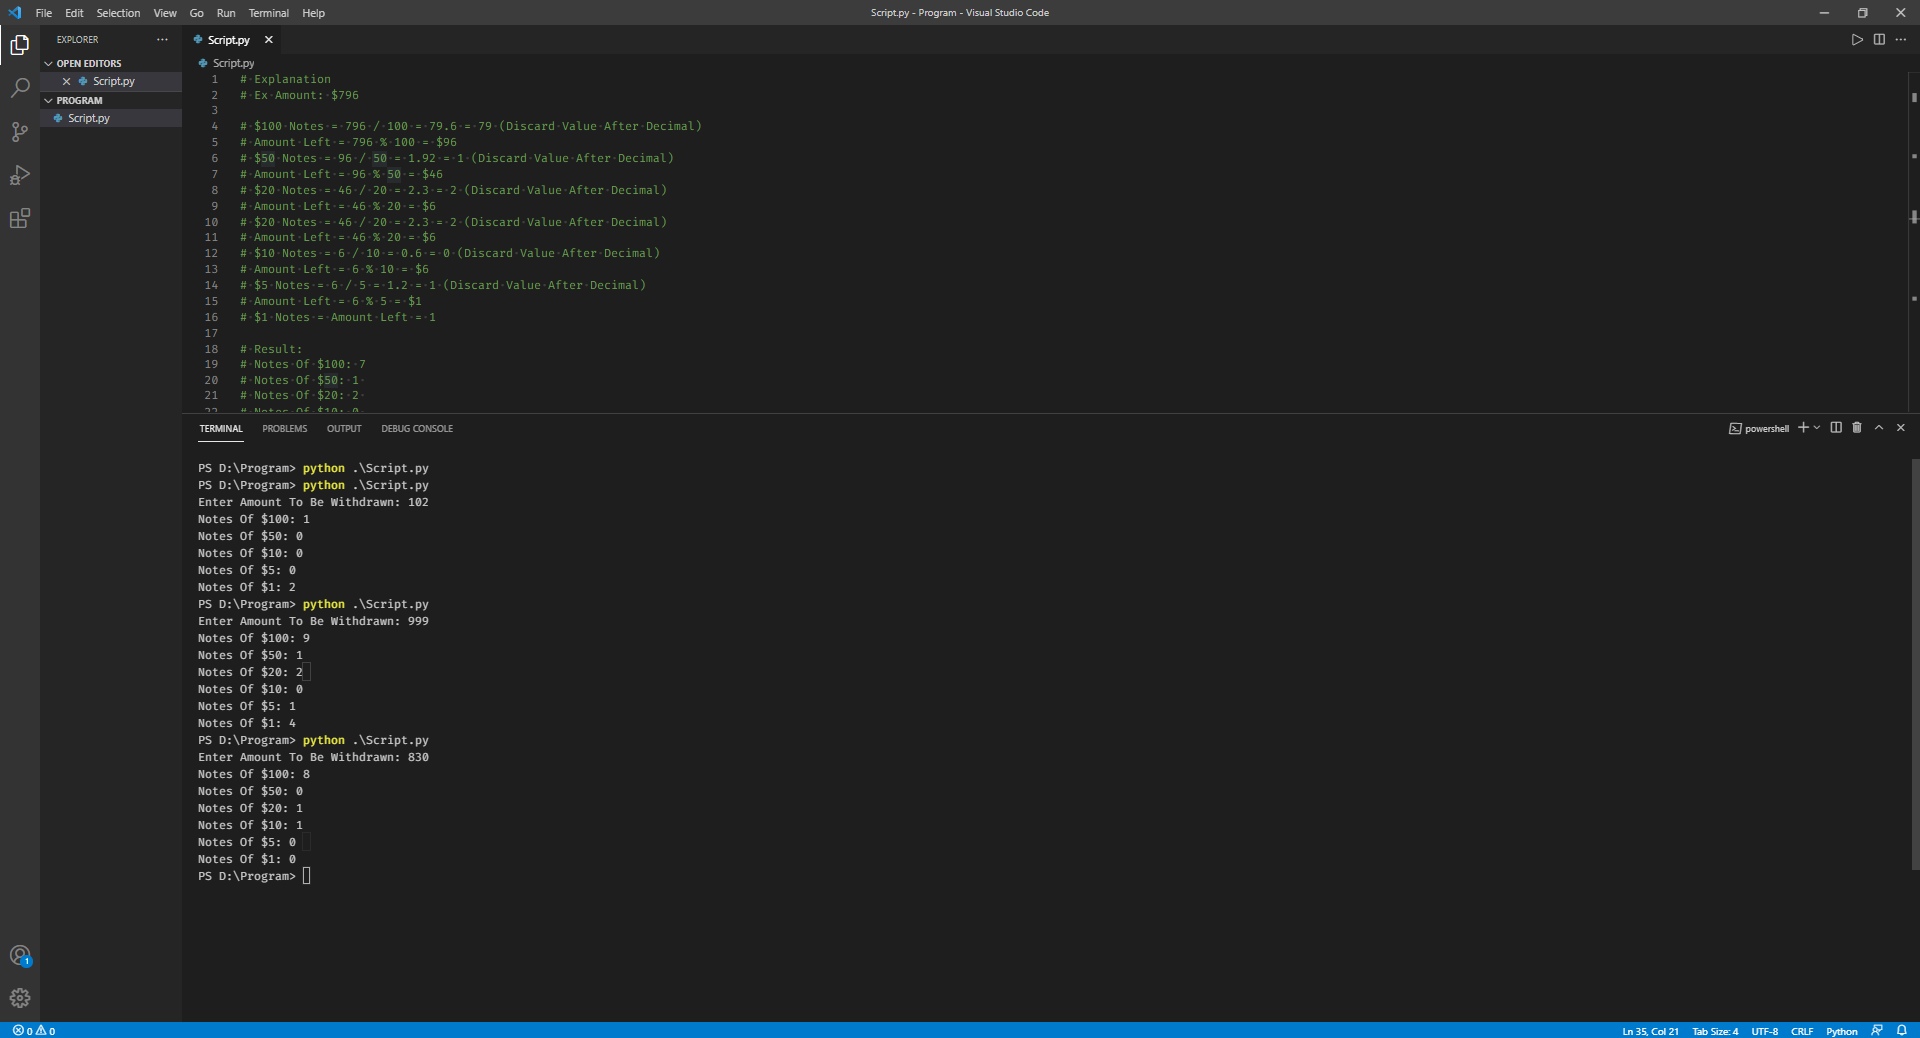 File Edit Selection View Go Run Terminal Help
Script.py - Program - Visual Studio Code
EXPLORER
OPEN EDITORS
Script.py
PROGRAM
Script.py
Script.py
Script.py
1 # Explanation
2 # Ex Amount: $796
3
4 # $100 Notes = 796 / 100 = 79.6 = 79 (Discard Value After Decimal)
5 # Amount Left = 796 % 100 = $96
6 # $50 Notes = 96 / 50 = 1.92 = 1 (Discard Value After Decimal)
7 # Amount Left = 96 % 50 = $46
8 # $20 Notes = 46 / 20 = 2.3 = 2 (Discard Value After Decimal)
9 # Amount Left = 46 % 20 = $6
10 # $20 Notes = 46 / 20 = 2.3 = 2 (Discard Value After Decimal)
11 # Amount Left = 46 % 20 = $6
12 # $10 Notes = 6 / 10 = 0.6 = 0 (Discard Value After Decimal)
13 # Amount Left = 6 % 10 = $6
14 # $5 Notes = 6 / 5 = 1.2 = 1 (Discard Value After Decimal)
15 # Amount Left = 6 % 5 = $1
16 # $1 Notes = Amount Left = 1
17
18 # Result:
19 # Notes Of $100: 7
20 # Notes Of $50: 1
21 # Notes Of $20: 2
22 # Notes Of $10: 0
TERMINAL PROBLEMS OUTPUT DEBUG CONSOLE
powershell
PS D:\Program> python .\Script.py
PS D:\Program> python .\Script.py
Enter Amount To Be Withdrawn: 102
Notes Of $100: 1
Notes Of $50: 0
Notes Of $10: 0
Notes Of $5: 0
Notes Of $1: 2
PS D:\Program> python .\Script.py
Enter Amount To Be Withdrawn: 999
Notes Of $100: 9
Notes Of $50: 1
Notes Of $20: 2
Notes Of $10: 0
Notes Of $5: 1
Notes Of $1: 4
PS D:\Program> python .\Script.py
Enter Amount To Be Withdrawn: 830
Notes Of $100: 8
Notes Of $50: 0
Notes Of $20: 1
Notes Of $10: 1
Notes Of $5: 0
Notes Of $1: 0
PS D:\Program>
1
0 0
Ln 35, Col 21 Tab Size: 4 UTF-8 CRLF Python